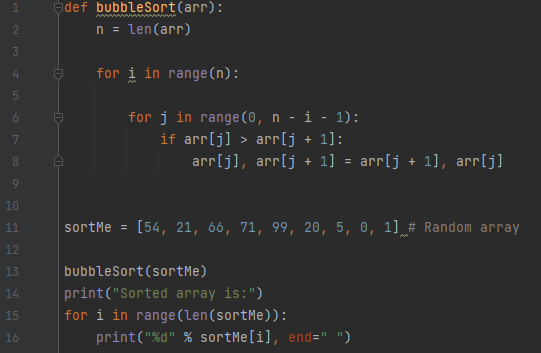 1 def bubbleSort(arr):
2     n = len(arr)
3
4     for i in range(n):
5
6         for j in range(0, n - i - 1):
7             if arr[j] > arr[j + 1]:
8                 arr[j], arr[j + 1] = arr[j + 1], arr[j]
9
10
11 sortMe = [54, 21, 66, 71, 99, 20, 5, 0, 1] # Random array
12
13 bubbleSort(sortMe)
14 print("Sorted array is:")
15 for i in range(len(sortMe)):
16     print("%d" % sortMe[i], end=" ")